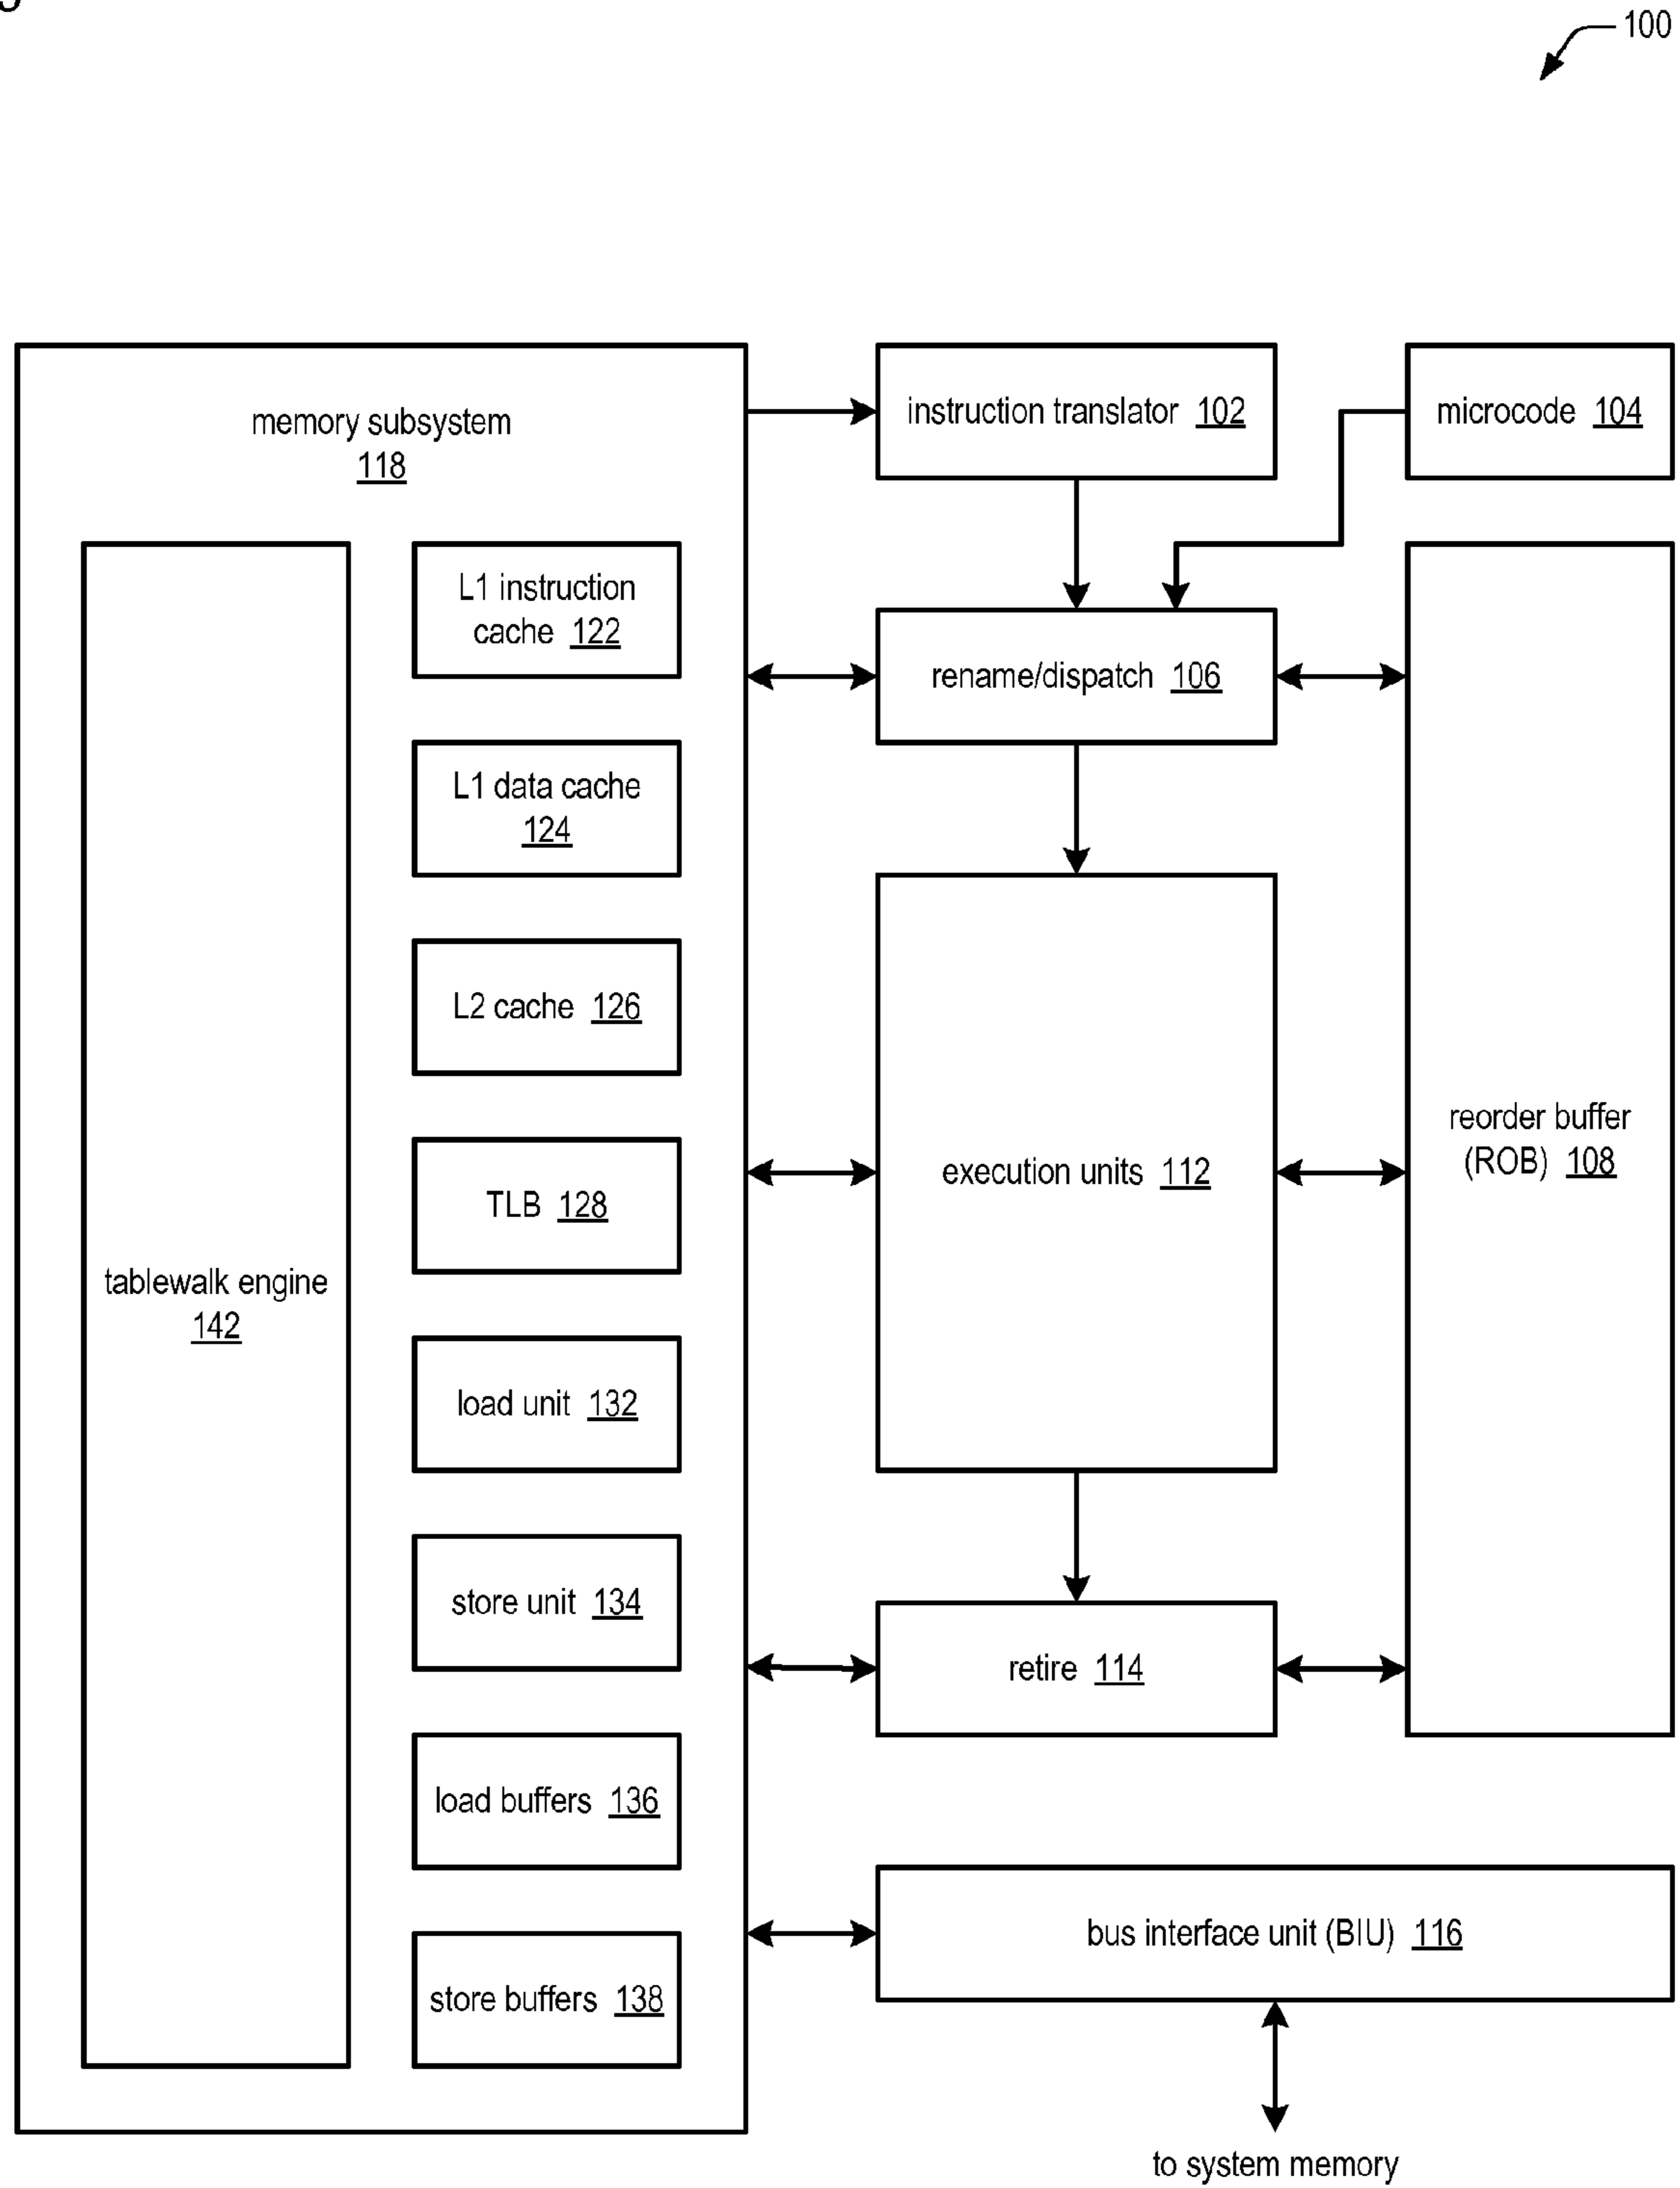 100
memory subsystem
118
instruction translator 102
microcode 104
L1 instruction
cache 122
rename/dispatch 106
L1 data cache
124
L2 cache 126
reorder buffer
(ROB) 108
execution units 112
TLB 128
tablewalk engine
142
load unit 132
store unit 134
retire 114
load buffers 136
bus interface unit (BIU) 116
store buffers 138
to system memory